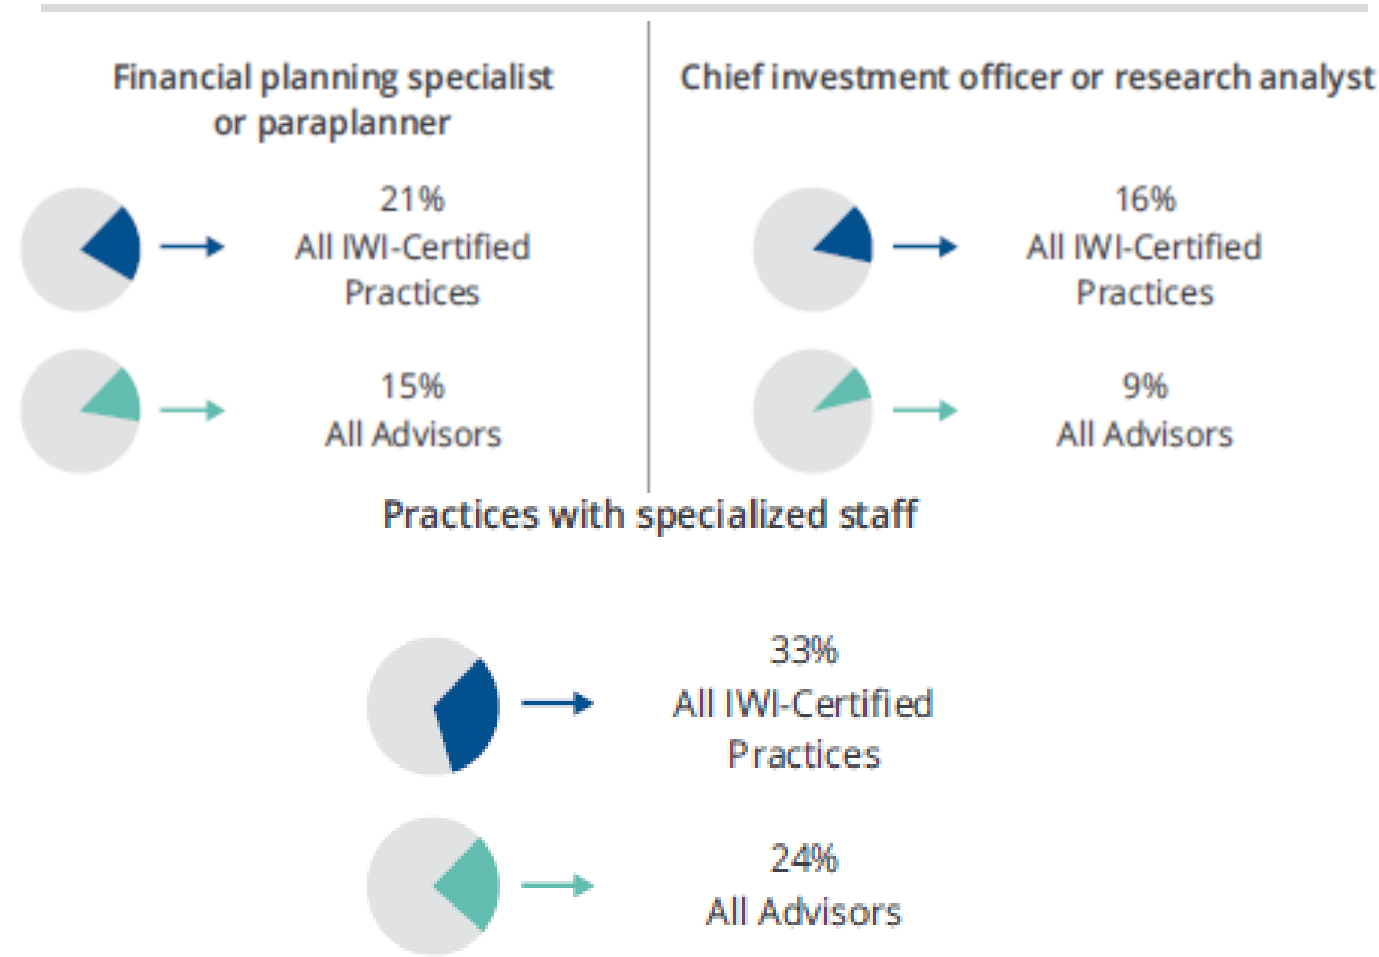 Financial planning specialist
or paraplanner
21%
All IWI-Certified
Practices
15%
All Advisors
Chief investment officer or research analyst
16%
All IWI-Certified
Practices
9%
All Advisors
Practices with specialized staff
33%
All IWI-Certified
Practices
24%
All Advisors